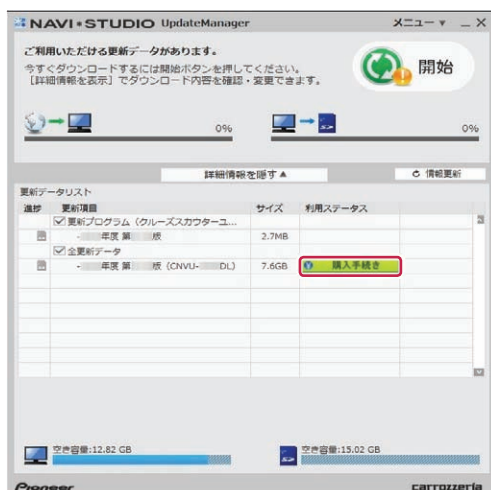 NAVI*STUDIO UpdateManager メニュー ▼ _ ×
ご利用いただける更新データがあります。
今すぐダウンロードするには開始ボタンを押してください。
[詳細情報を表示]でダウンロード内容を確認・変更できます。
開始
0%
0%
詳細情報を隠す▲
情報更新
更新データリスト
進捗 更新項目 サイズ 利用ステータス
更新プログラム(クルーズスカウターユ...
- 年度 第 版 2.7MB
全更新データ
- 年度 第 版 (CNVU- DL) 7.6GB 購入手続き
空き容量:12.82 GB
空き容量:15.02 GB
Pioneer carrozzeria